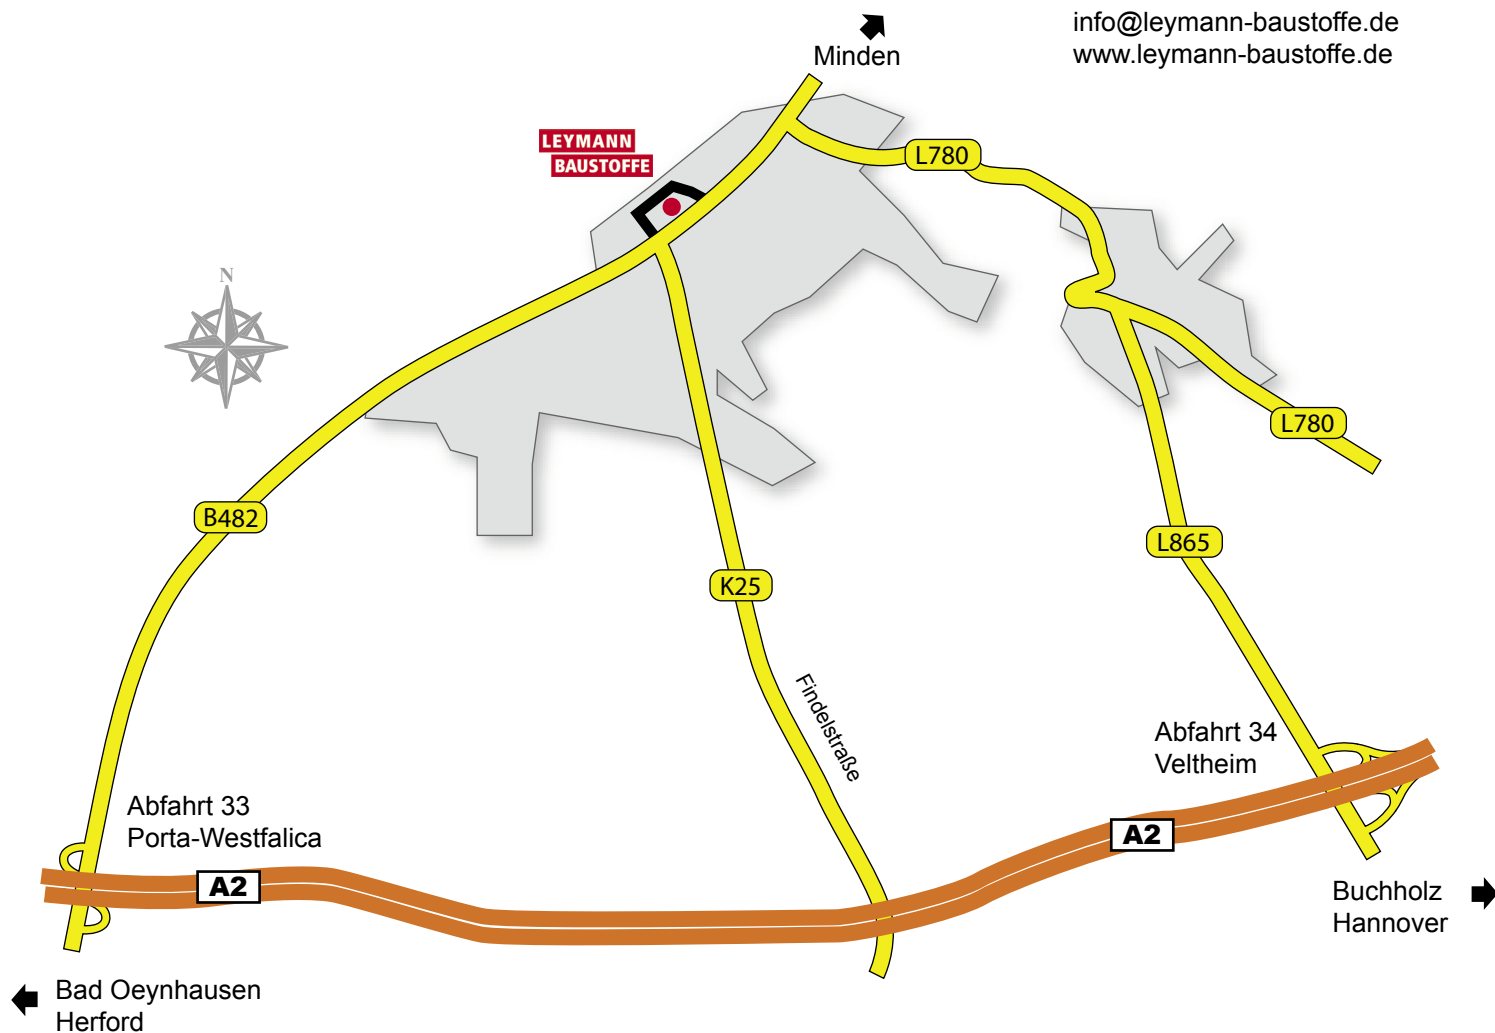 info@leymann-baustoffe.de
www.leymann-baustoffe.de
Minden
LEYMANN
BAUSTOFFE
L780
N
L780
B482
L865
K25
Findelstraße
Abfahrt 34
Veltheim
Abfahrt 33
Porta-Westfalica
A2
A2
Buchholz
Hannover
Bad Oeynhausen
Herford